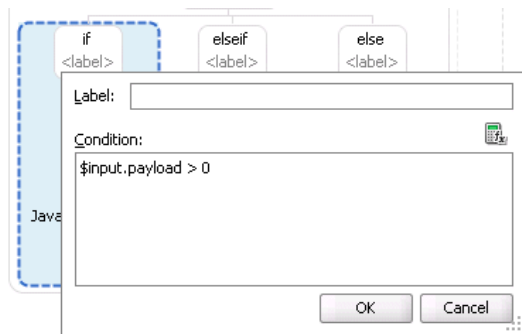 if elseif else
<label> <label> <label>
Label:
Condition:
$input.payload > 0
Java
OK Cancel